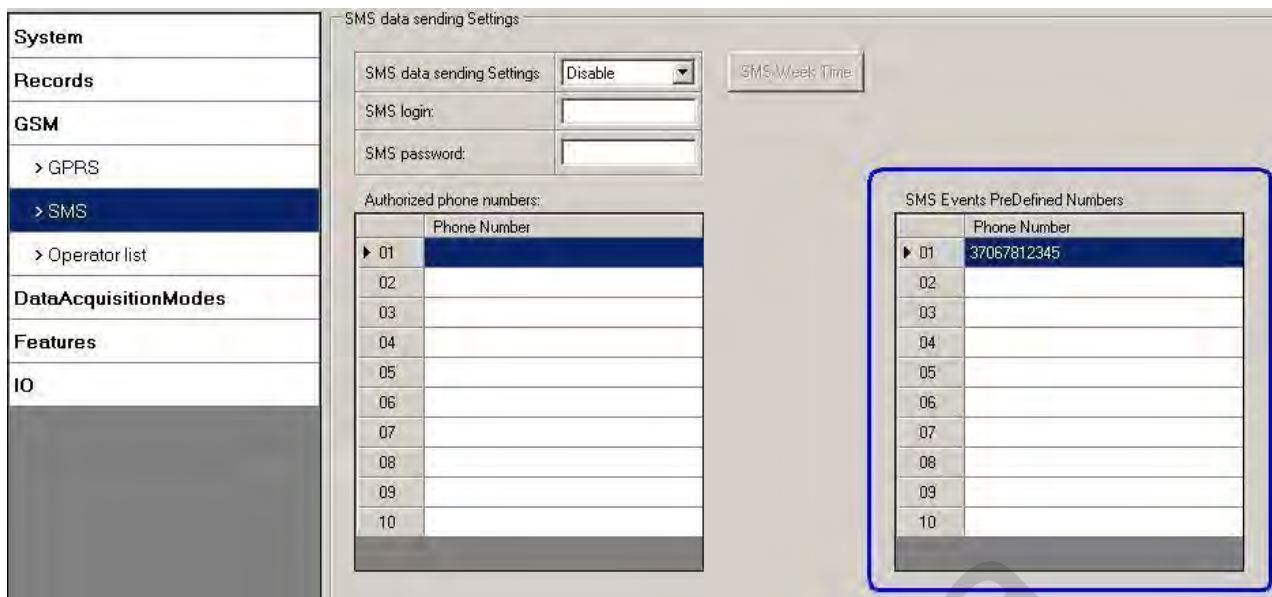 System
Records
GSM
> GPRS
> SMS
> Operator list
DataAcquisitionModes
Features
IO
SMS data sending Settings
SMS data sending Settings Disable
SMS Week Time
SMS login:
SMS password:
Authorized phone numbers:
Phone Number
01
02
03
04
05
06
07
08
09
10
SMS Events PreDefined Numbers
Phone Number
01 37067812345
02
03
04
05
06
07
08
09
10